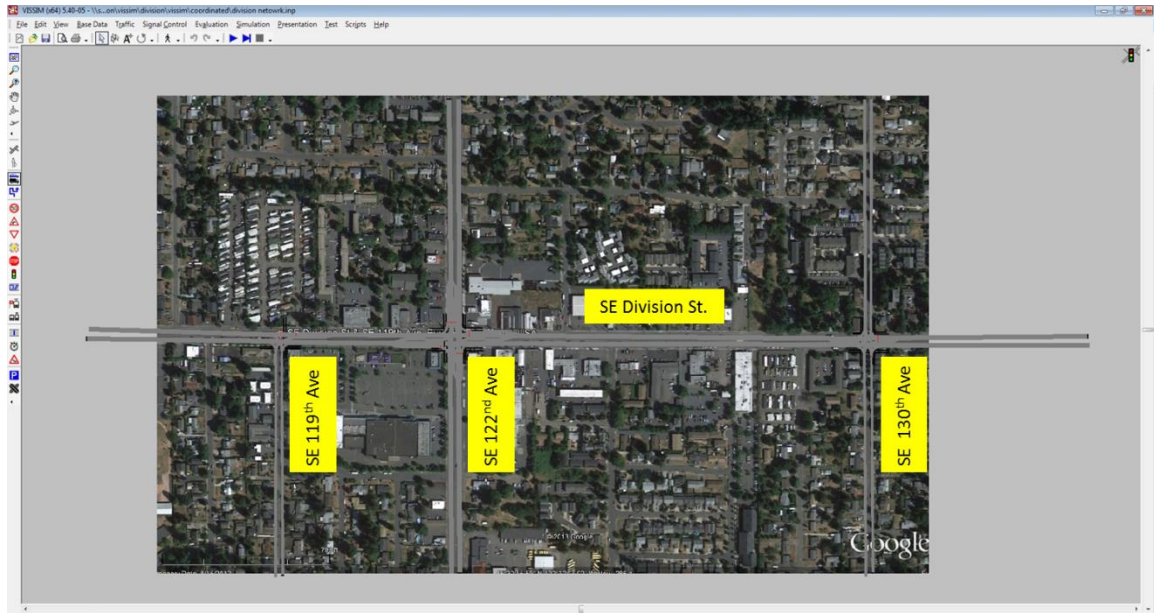 VISSIM (x64) 5.40-05 - \\s...on\vissim\division\vissim\coordinated\division netowrk.inp
File Edit View Base Data Traffic Signal Control Evaluation Simulation Presentation Test Scripts Help
SE Division St.
SE 119th Ave
SE 122nd Ave
SE 130th Ave
Google